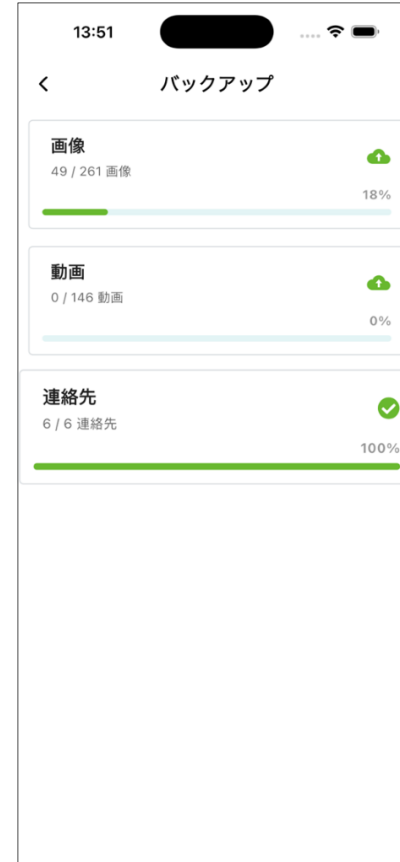 13:51
バックアップ
画像
49 / 261 画像
18%
動画
0 / 146 動画
0%
連絡先
6 / 6 連絡先
100%